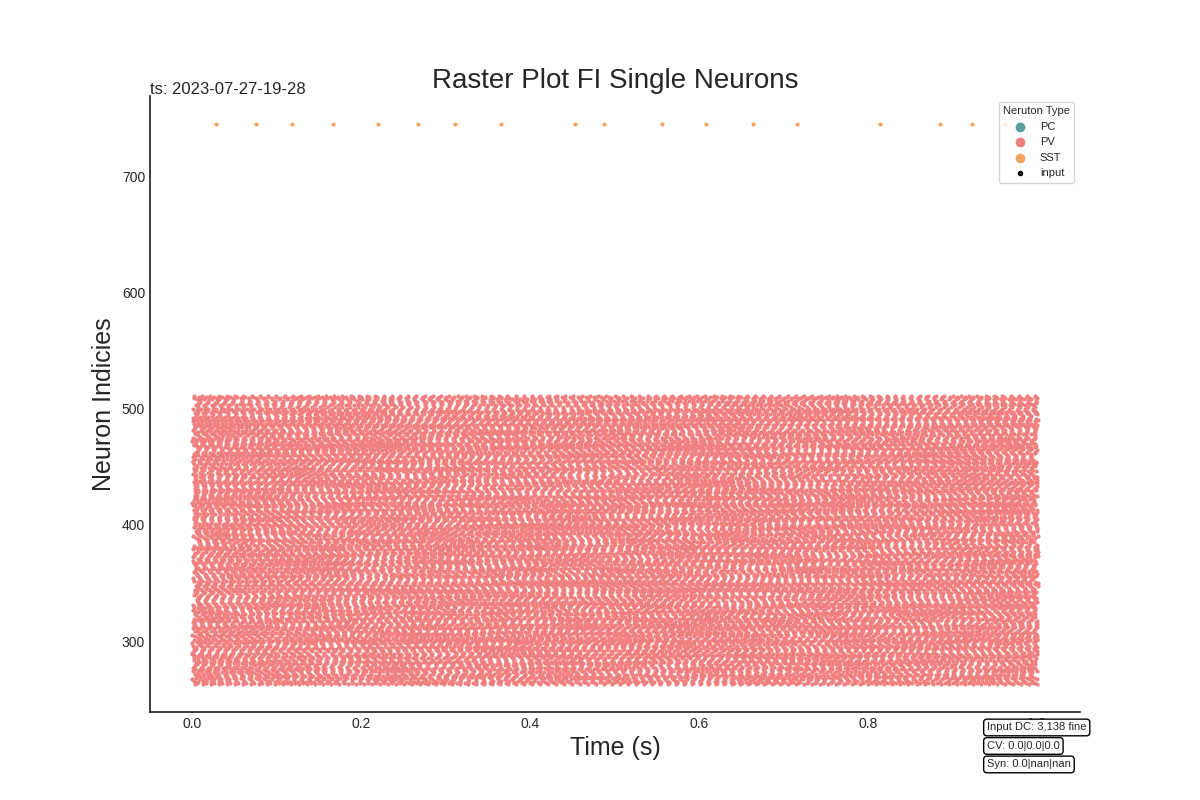 Raster Plot FI Single Neurons
ts: 2023-07-27-19-28
Neruton Type
PC
PV
SST
input
700
600
500
400
300
Neuron Indicies
0.0 0.2 0.4 0.6 0.8
Time (s)
Input DC: 3,138 fine
CV: 0.0|0.0|0.0
Syn: 0.0|nan|nan